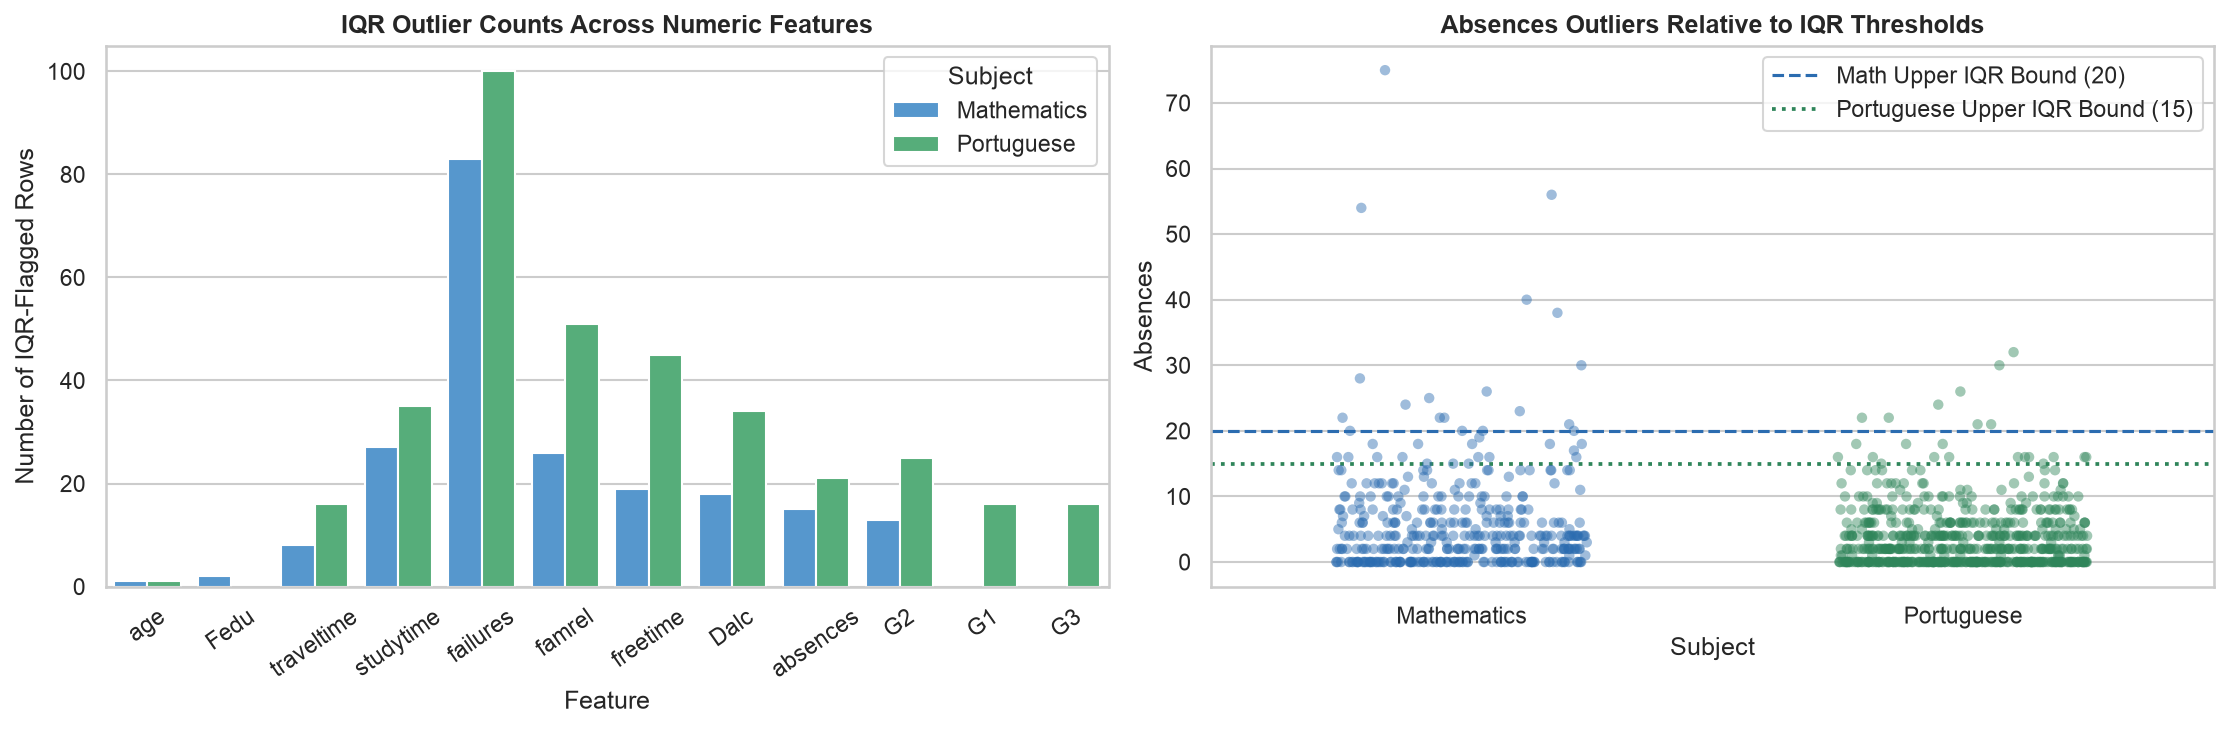 IQR Outlier Counts Across Numeric Features
Number of IQR-Flagged Rows
100
80
60
40
20
0
Subject
Mathematics
Portuguese
age
Fedu
traveltime
studytime
failures
famrel
freetime
Dalc
absences
G2
G1
G3
Feature
Absences Outliers Relative to IQR Thresholds
Absences
70
60
50
40
30
20
10
0
Math Upper IQR Bound (20)
Portuguese Upper IQR Bound (15)
Mathematics
Portuguese
Subject